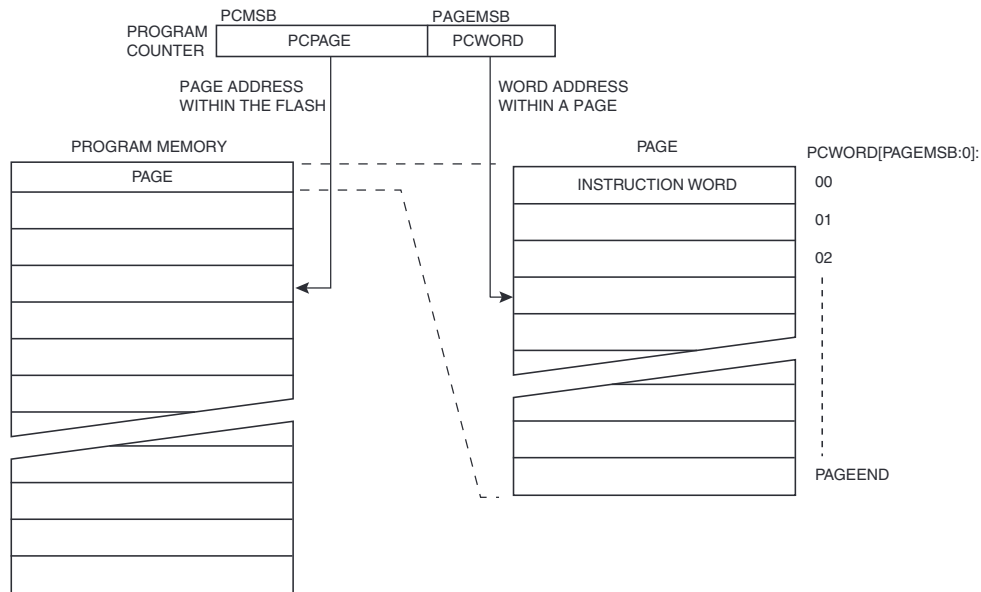 PCMSB PAGEMSB
PROGRAM
COUNTER
PCPAGE PCWORD
PAGE ADDRESS
WITHIN THE FLASH
WORD ADDRESS
WITHIN A PAGE
PROGRAM MEMORY
PAGE
PAGE
PCWORD[PAGEMSB:0]:
INSTRUCTION WORD
00
01
02
PAGEEND